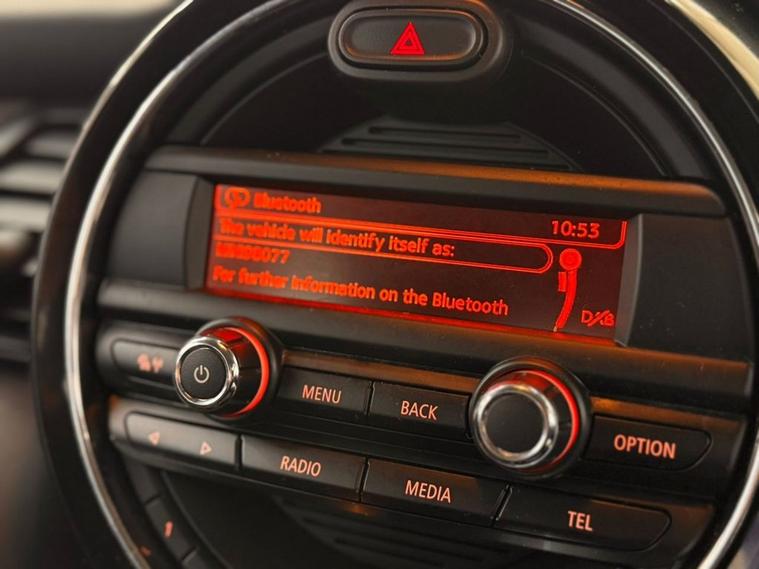 Bluetooth
10:53
The vehicle will identify itself as:
For further information on the Bluetooth
MENU
BACK
OPTION
RADIO
MEDIA
TEL